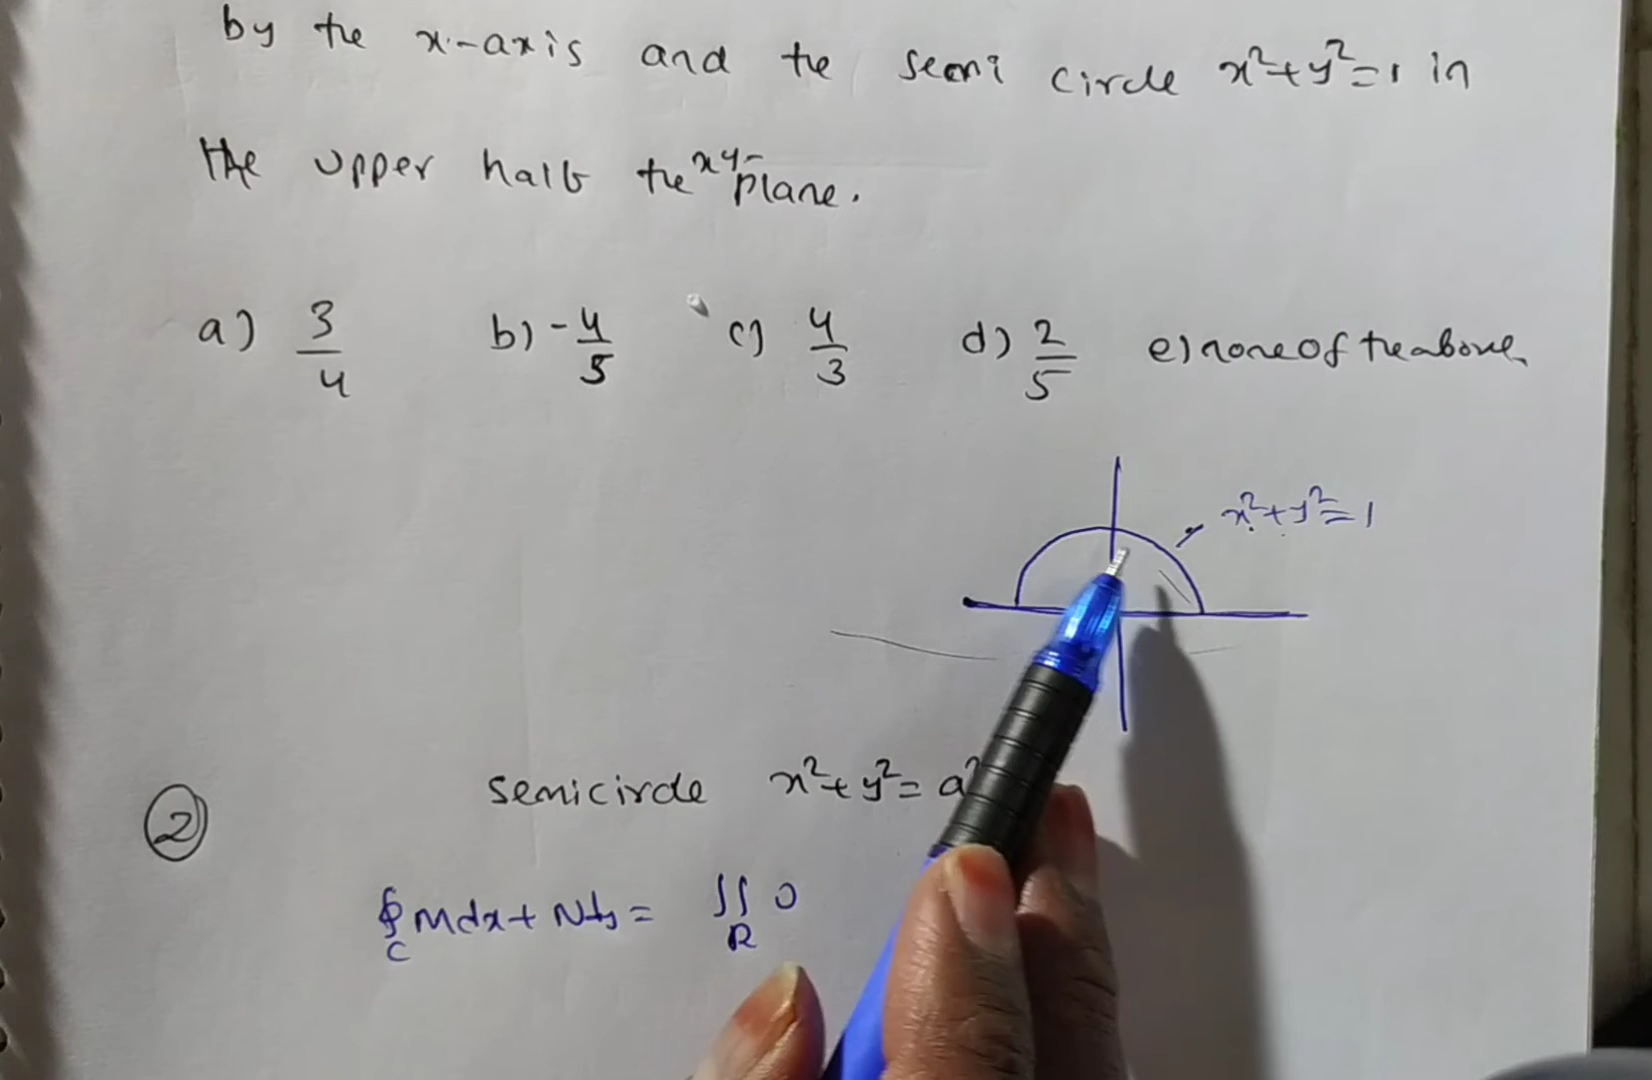 by the x-axis and the semi circle x²+y²=1 in
the upper half the xy-plane.
a) 3/4 b) -4/5 c) 4/3 d) 2/5 e) none of the above
x²+y²=1
② semicircle x²+y²=a²
∮_C Mdx + Ndy = ∬_R ∂